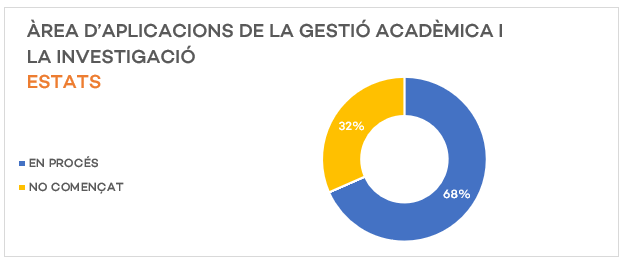 ÀREA D’APLICACIONS DE LA GESTIÓ ACADÈMICA I
LA INVESTIGACIÓ
ESTATS
32%
EN PROCÉS
NO COMENÇAT
68%